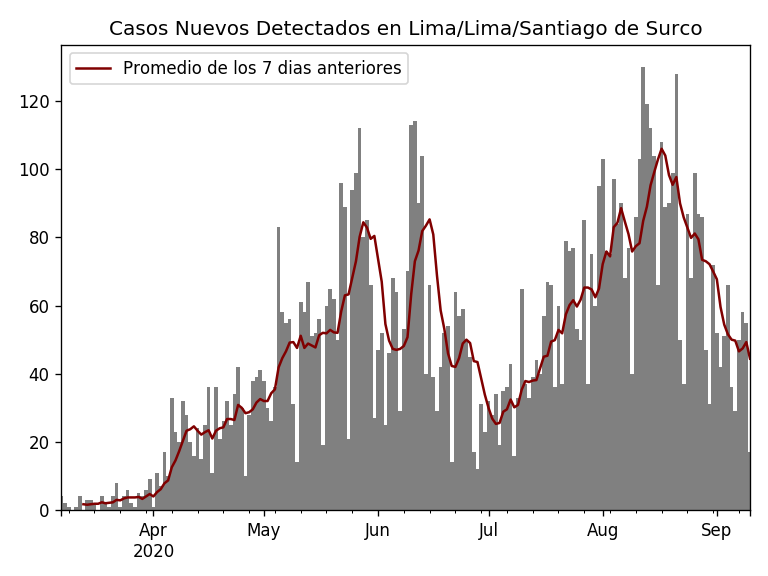 Casos Nuevos Detectados en Lima/Lima/Santiago de Surco
Promedio de los 7 dias anteriores
120
100
80
60
40
20
0
Apr May Jun Jul Aug Sep
2020